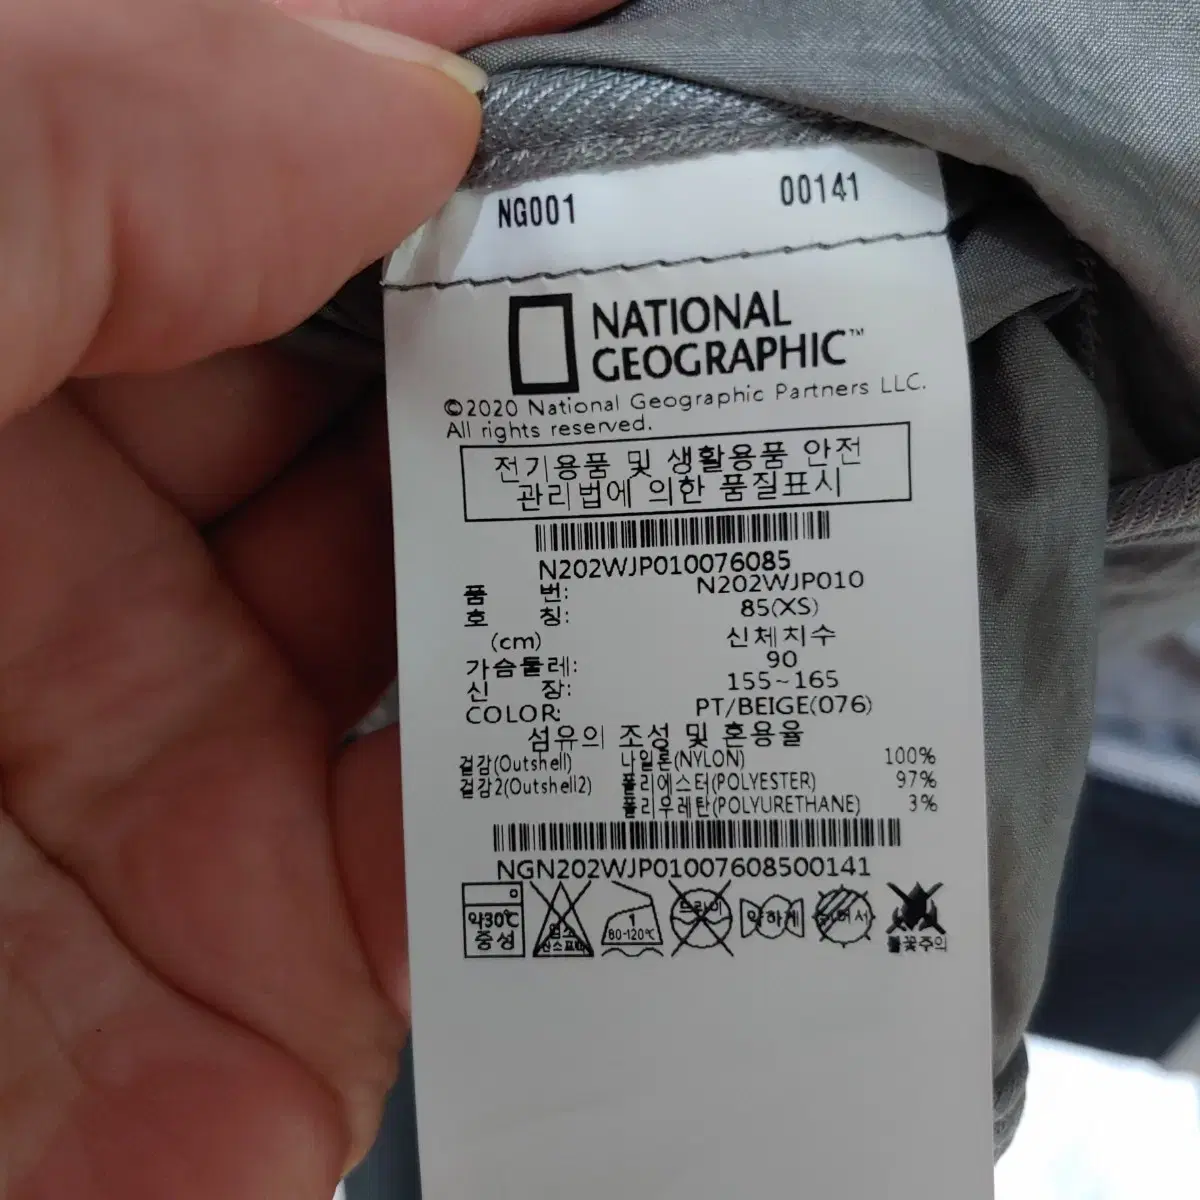 NG001 00141
NATIONAL
GEOGRAPHIC™
©2020 National Geographic Partners LLC.
All rights reserved.
전기용품 및 생활용품 안전
관리법에 의한 품질표시
N202WJP010076085
품 번: N202WJP010
호 칭: 85(XS)
(cm) 신체치수
가슴둘레: 90
신 장: 155~165
COLOR: PT/BEIGE(076)
섬유의 조성 및 혼용율
겉감(Outshell) 나일론(NYLON) 100%
겉감2(Outshell2) 폴리에스터(POLYESTER) 97%
폴리우레탄(POLYURETHANE) 3%
NGN202WJP01007608500141
약30℃ 1 드라이 약하게
중성 80-120℃ 불꽃주의